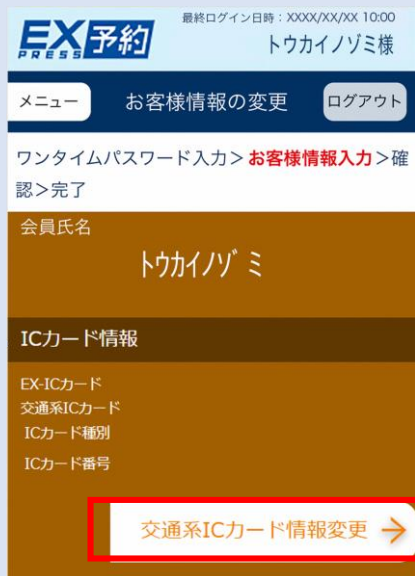 最終ログイン日時：XXXX/XX/XX 10:00
EX予約
PRESS
トウカイノゾミ様
メニュー
お客様情報の変更
ログアウト
ワンタイムパスワード入力>お客様情報入力>確
認>完了
会員氏名
ﾄｳｶｲﾉｿﾞﾐ
ICカード情報
EX-ICカード
交通系ICカード
ICカード種別
ICカード番号
交通系ICカード情報変更 →